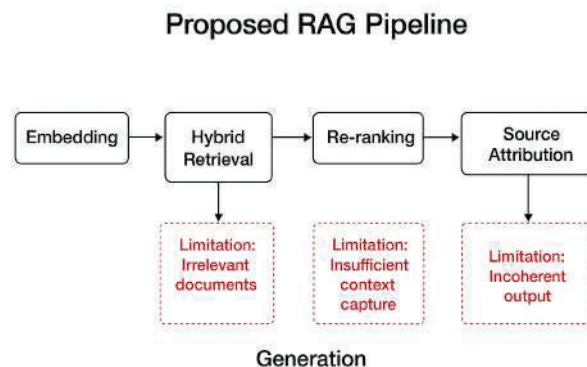 Proposed RAG Pipeline
Embedding
Hybrid
Retrieval
Re-ranking
Source
Attribution
Limitation:
Irrelevant
documents
Limitation:
Insufficient
context
capture
Limitation:
Incoherent
output
Generation